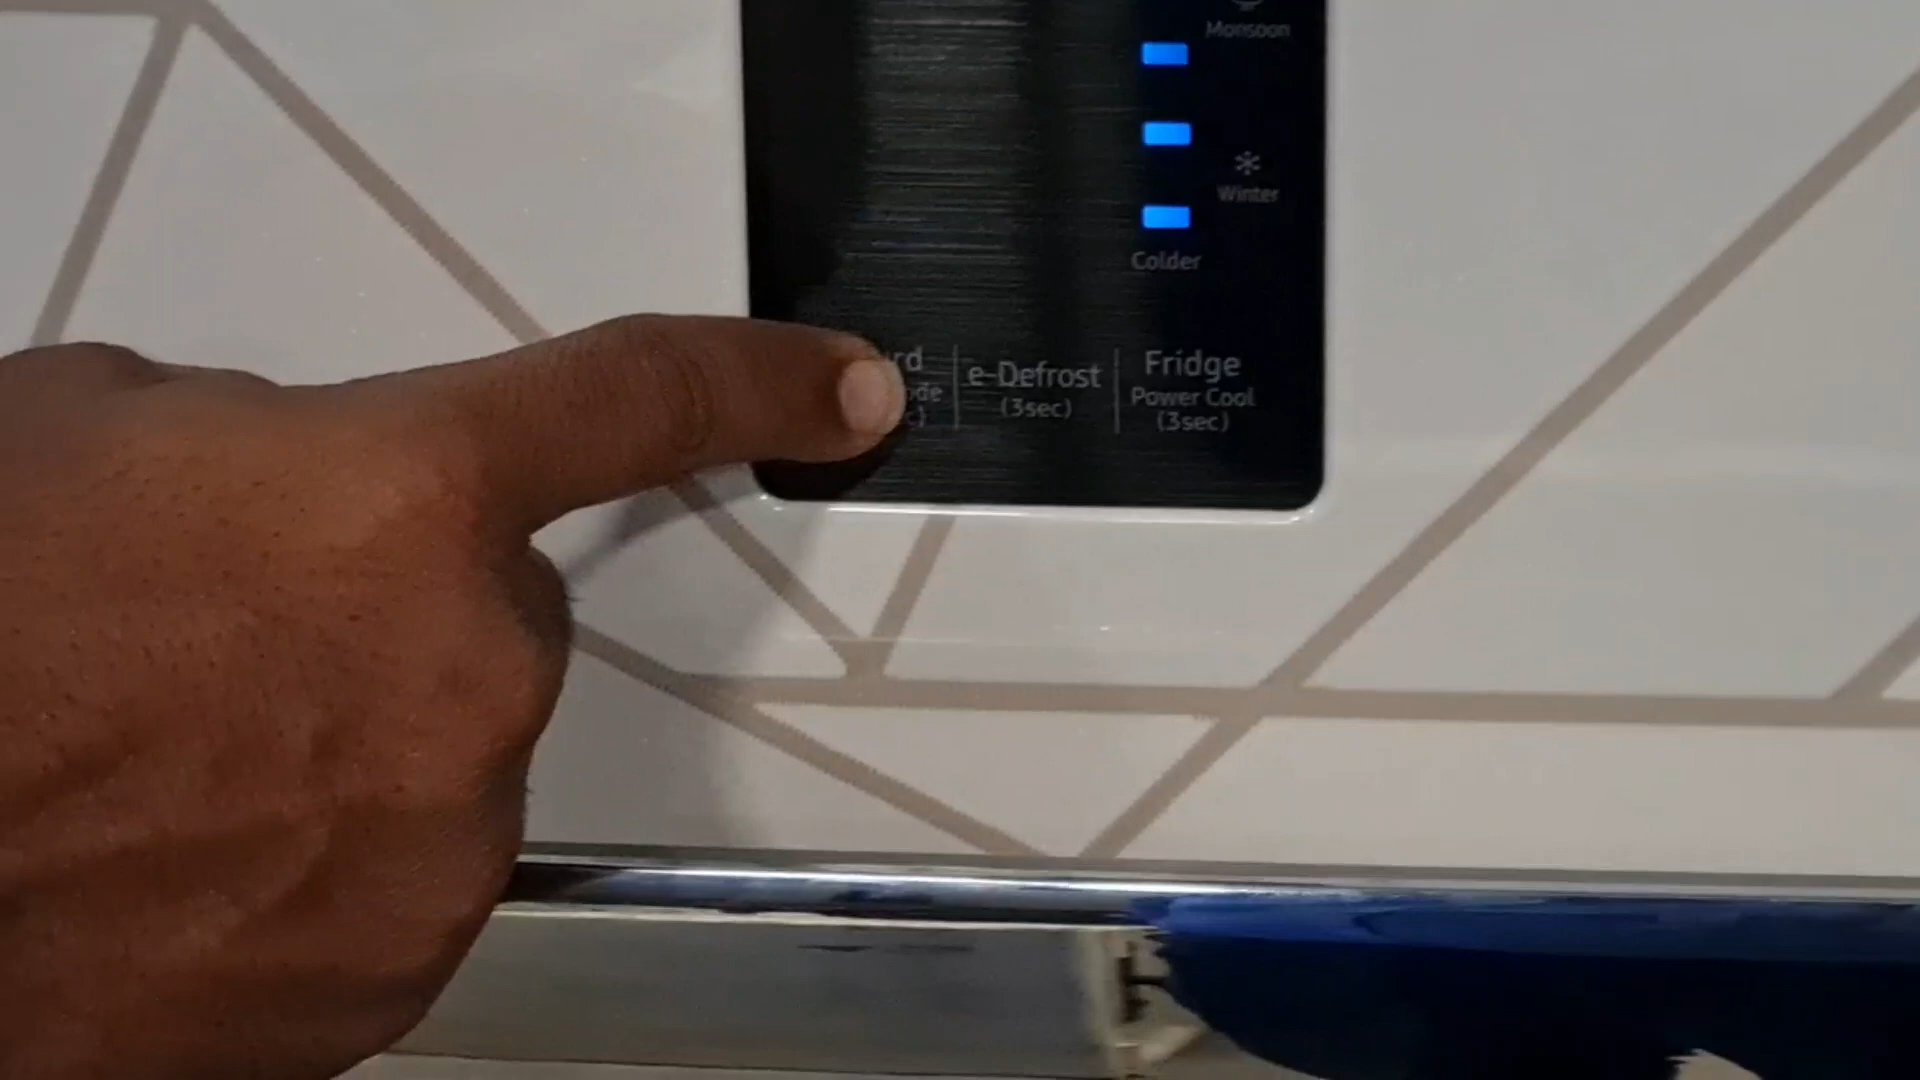 Monsoon
Winter
Colder
e-Defrost
(3sec)
Fridge
Power Cool
(3sec)